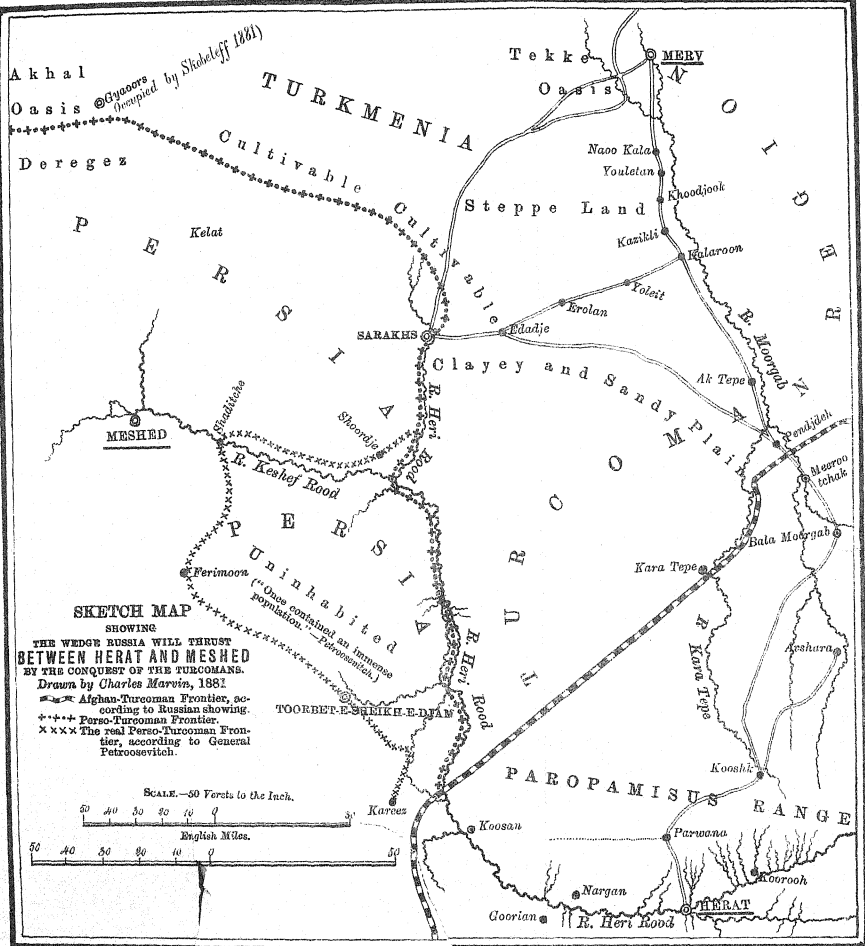 Akhal
Oasis
Gyaoors
Occupied by Skobeleff 1881)
Deregez
TURKMENIA
Cultivable
Cultivable
Tekke
Oasis
MERV
Naoo Kala
Youletan
Khoodjook
Kazikli
Kalaroon
Steppe Land
NOIGER
PERSIA
Kelat
SARAKHS
Edadje
Erolan
Yoleit
Clayey and Sandy Plain
R. Moorgab
Ak Tepe
Pendjdeh
Meeroo
tchak
Bala Moorgab
MESHED
Shaditche
Shoordje
R. Heri Rood
R. Keshef Rood
PERSIA
Uninhabited
("Once contained an immense
population."—Petroosevitch.)
Ferimoon
TURCOMAN
Kara Tepe
R Kara Tepe
Arshara
R. Heri Rood
SKETCH MAP
SHOWING
THE WEDGE RUSSIA WILL THRUST
BETWEEN HERAT AND MESHED
BY THE CONQUEST OF THE TURCOMANS.
Drawn by Charles Marvin, 1881
Afghan-Turcoman Frontier, ac-
cording to Russian showing.
Perso-Turcoman Frontier.
The real Perso-Turcoman Fron-
tier, according to General
Petroosevitch.
TOORBET-E-SHEIKH-E-DJAM
SCALE.—50 Versts to the Inch.
50 40 30 20 10 0 50
English Miles.
50 40 30 20 10 0 50
Kareez
PAROPAMISUS RANGE
Kooshk
Koosan
Parwana
Koorooh
Nargan
Goorian
R. Heri Rood
HERAT